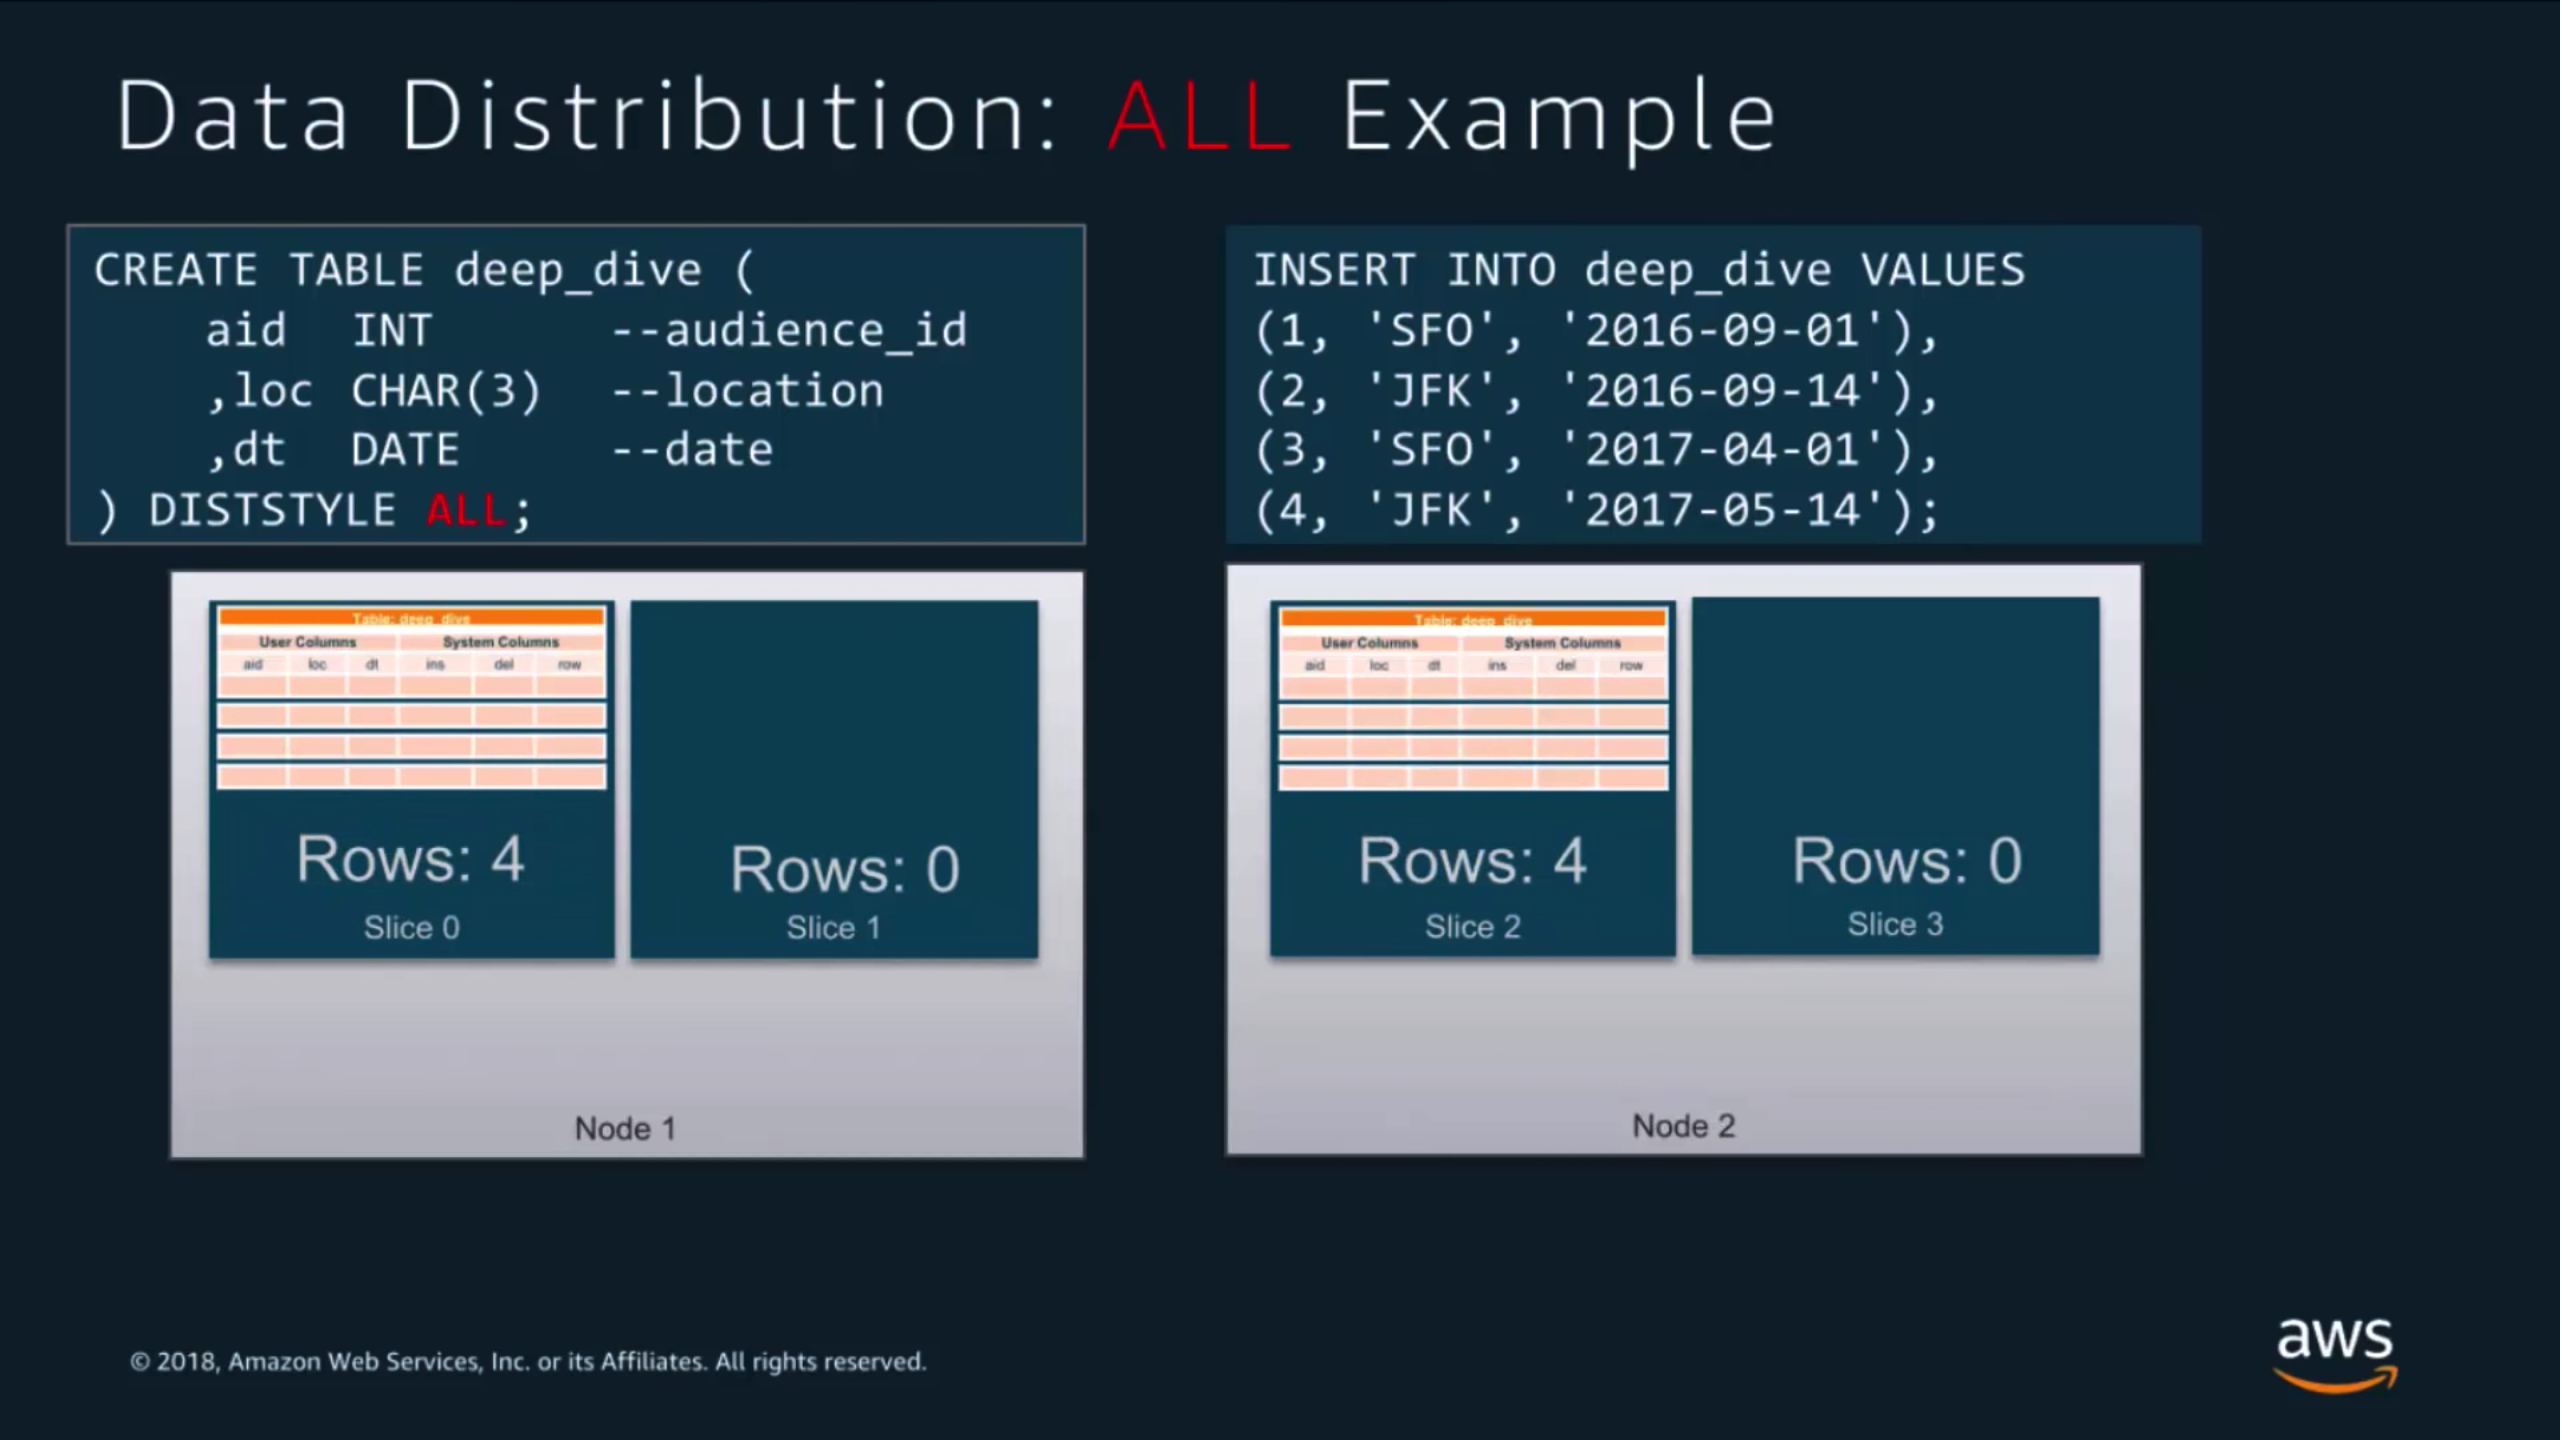 Data Distribution: ALL Example
CREATE TABLE deep_dive (
aid INT --audience_id
,loc CHAR(3) --location
,dt DATE --date
) DISTSTYLE ALL;
INSERT INTO deep_dive VALUES
(1, 'SFO', '2016-09-01'),
(2, 'JFK', '2016-09-14'),
(3, 'SFO', '2017-04-01'),
(4, 'JFK', '2017-05-14');
Table: deep_dive
User Columns System Columns
aid loc dt ins del row
Rows: 4
Slice 0
Rows: 0
Slice 1
Node 1
Table: deep_dive
User Columns System Columns
aid loc dt ins del row
Rows: 4
Slice 2
Rows: 0
Slice 3
Node 2
© 2018, Amazon Web Services, Inc. or its Affiliates. All rights reserved.
aws